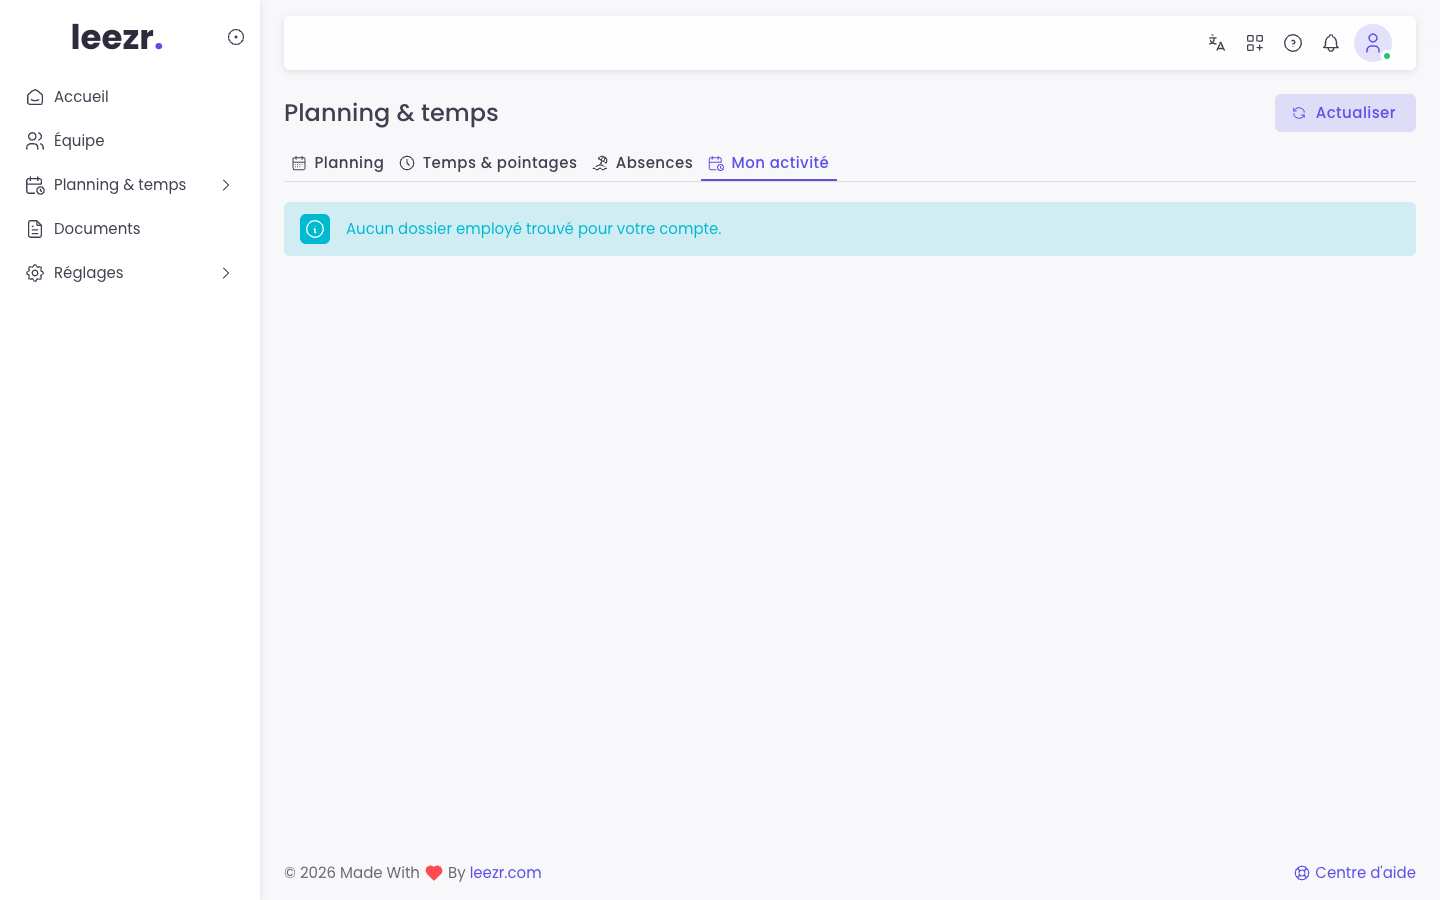 leezr.
Accueil
Équipe
Planning & temps
Documents
Réglages
Planning & temps
Actualiser
Planning
Temps & pointages
Absences
Mon activité
Aucun dossier employé trouvé pour votre compte.
© 2026 Made With By leezr.com
Centre d'aide